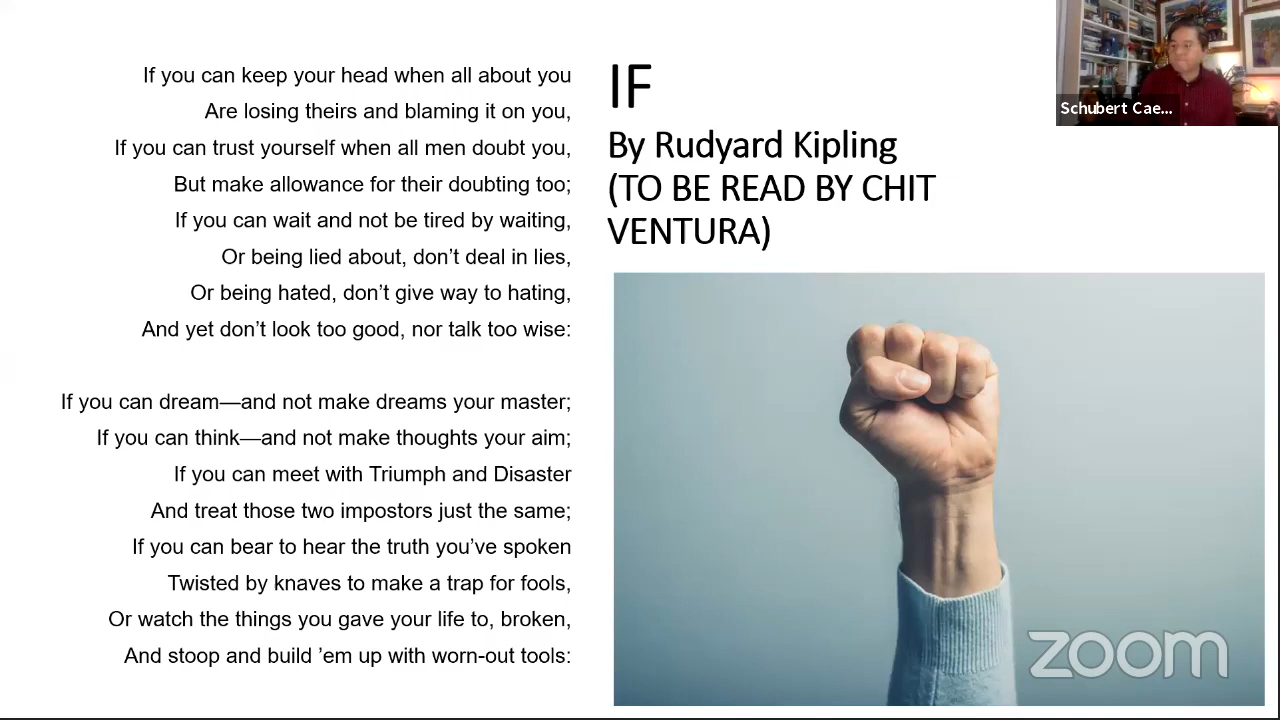 If you can keep your head when all about you
Are losing theirs and blaming it on you,
If you can trust yourself when all men doubt you,
But make allowance for their doubting too;
If you can wait and not be tired by waiting,
Or being lied about, don’t deal in lies,
Or being hated, don’t give way to hating,
And yet don’t look too good, nor talk too wise:
If you can dream—and not make dreams your master;
If you can think—and not make thoughts your aim;
If you can meet with Triumph and Disaster
And treat those two impostors just the same;
If you can bear to hear the truth you’ve spoken
Twisted by knaves to make a trap for fools,
Or watch the things you gave your life to, broken,
And stoop and build ’em up with worn-out tools:
IF
By Rudyard Kipling
(TO BE READ BY CHIT
VENTURA)
Schubert Cae...
zoom